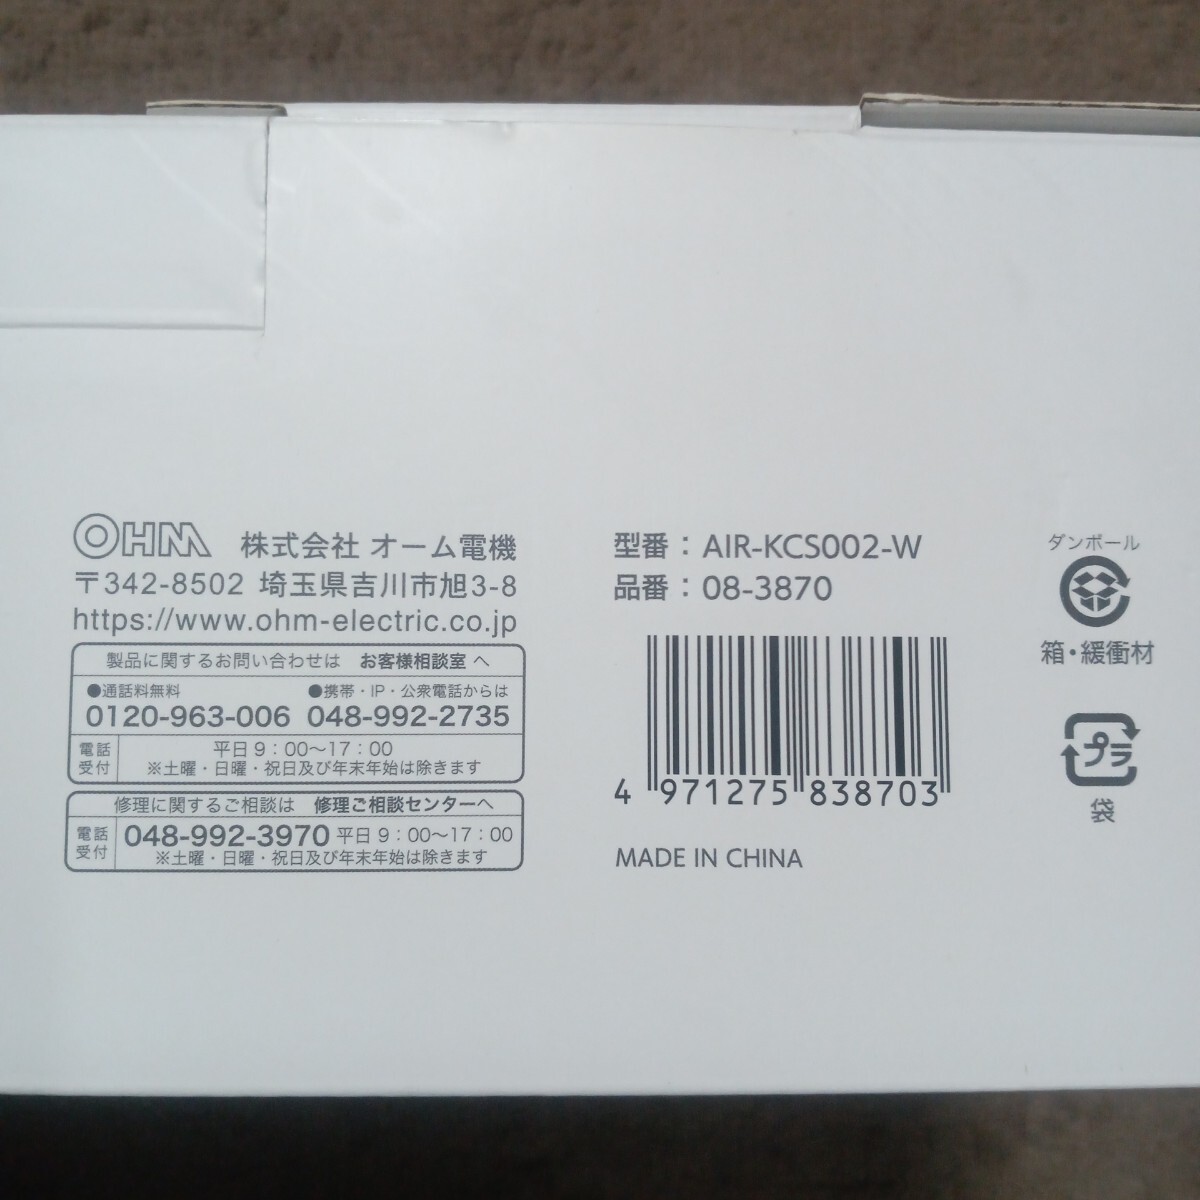 OHM 株式会社 オーム電機
〒342-8502 埼玉県吉川市旭3-8
https://www.ohm-electric.co.jp
製品に関するお問い合わせは お客様相談室 へ
●通話料無料 ●携帯・IP・公衆電話からは
0120-963-006 048-992-2735
電話受付 平日 9：00〜17：00
※土曜・日曜・祝日及び年末年始は除きます
修理に関するご相談は 修理ご相談センターへ
電話受付 048-992-3970 平日 9：00〜17：00
※土曜・日曜・祝日及び年末年始は除きます
型番：AIR-KCS002-W
品番：08-3870
4 971275 838703
MADE IN CHINA
ダンボール
箱・緩衝材
プラ
袋